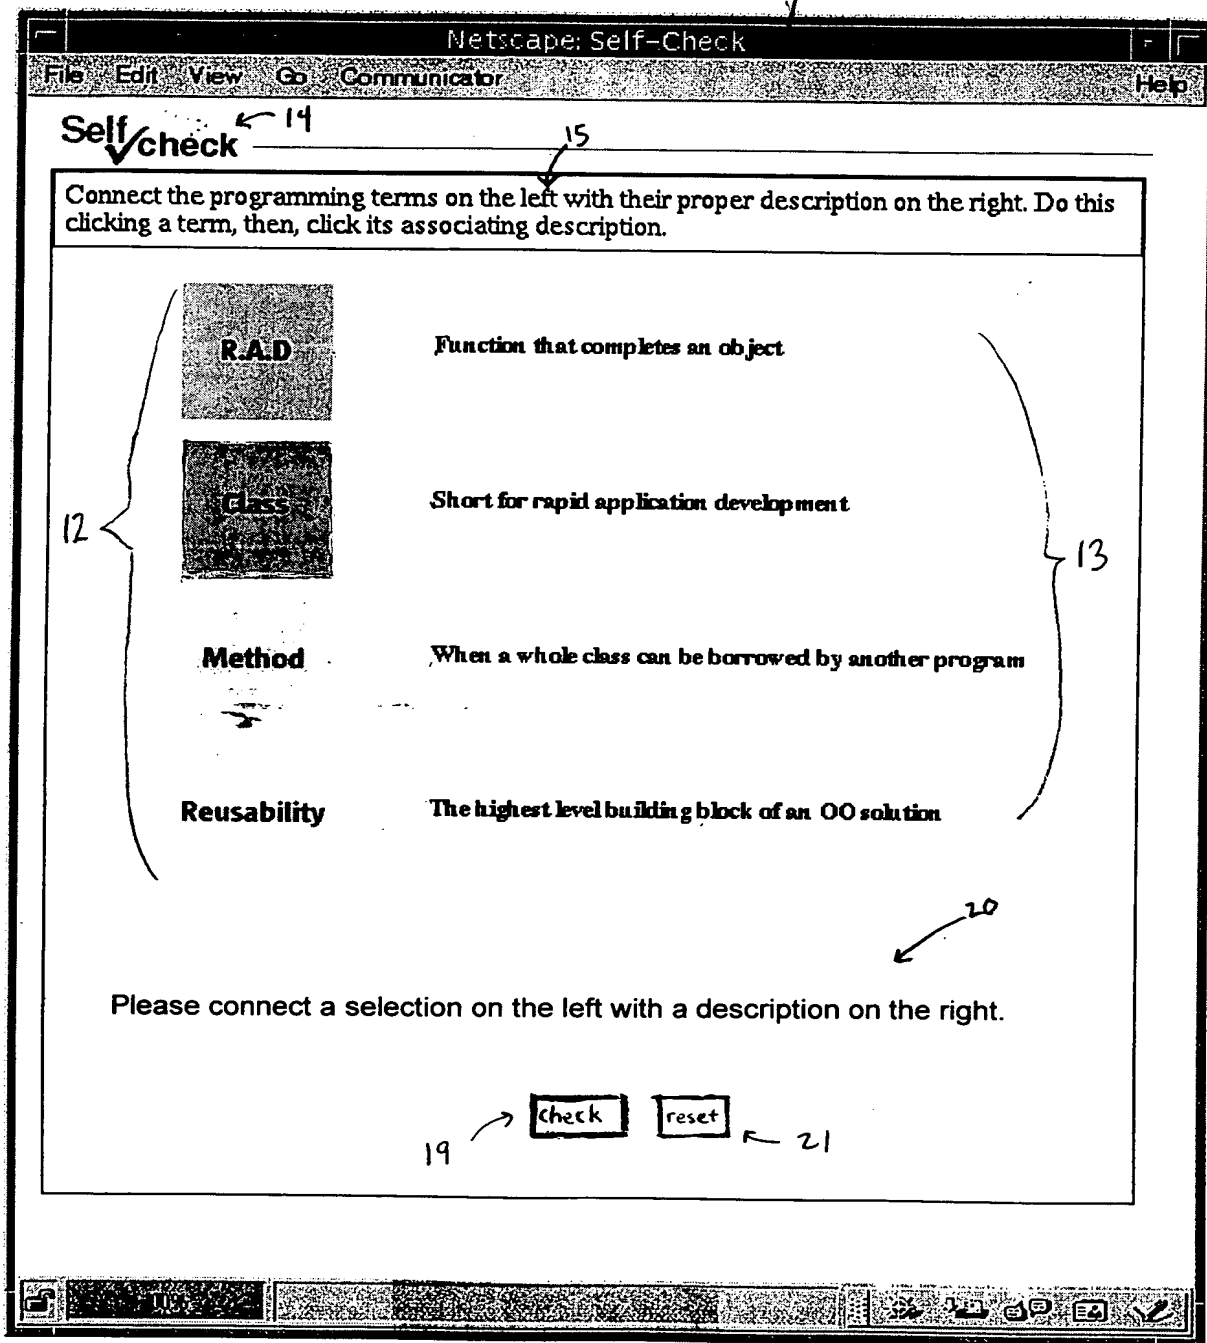 Netscape: Self-Check
File Edit View Go Communicator Help
Self check 14
15
Connect the programming terms on the left with their proper description on the right. Do this
clicking a term, then, click its associating description.
R.A.D Function that completes an object
Class Short for rapid application development
12 13
Method When a whole class can be borrowed by another program
Reusability The highest level building block of an OO solution
20
Please connect a selection on the left with a description on the right.
check reset
19 21